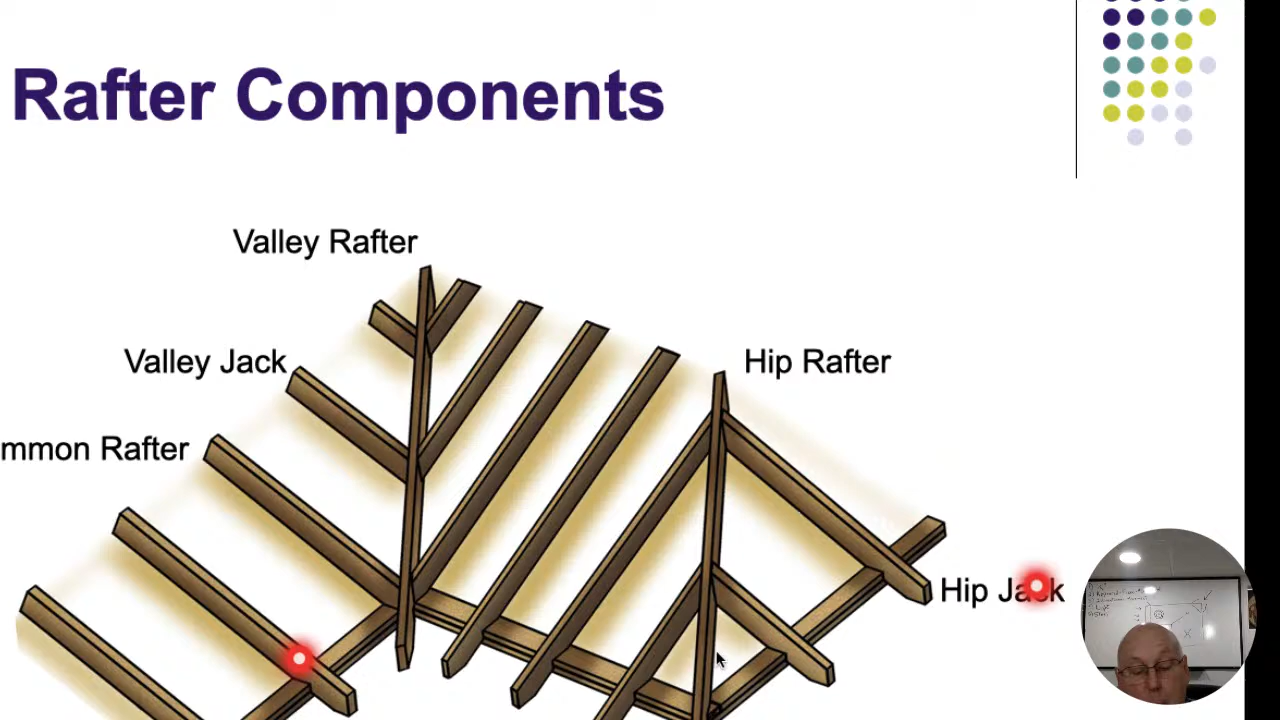 Rafter Components
Valley Rafter
Valley Jack
Hip Rafter
mmon Rafter
Hip Jack